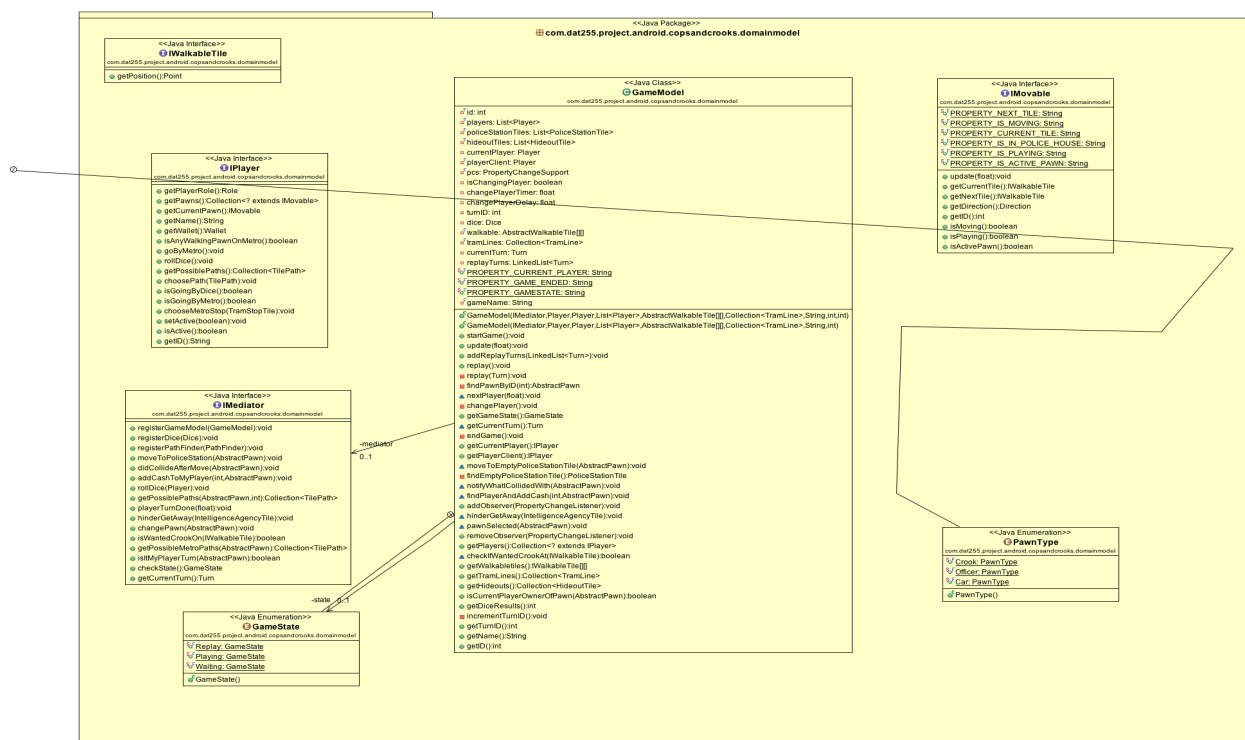 <<Java Package>>
com.dat255.project.android.copsandcrooks.domainmodel
<<Java Interface>>
IWalkableTile
com.dat255.project.android.copsandcrooks.domainmodel
getPosition():Point
<<Java Interface>>
IPlayer
com.dat255.project.android.copsandcrooks.domainmodel
getPlayerRole():Role
getPawns():Collection<? extends IMovable>
getCurrentPawn():IMovable
getName():String
getWallet():Wallet
isAnyWalkingPawnOnMetro():boolean
goByMetro():void
rollDice():void
getPossiblePaths():Collection<TilePath>
choosePath(TilePath):void
isGoingByDice():boolean
isGoingByMetro():boolean
chooseMetroStop(TramStopTile):void
setActive(boolean):void
isActive():boolean
getID():String
<<Java Interface>>
IMediator
com.dat255.project.android.copsandcrooks.domainmodel
registerGameModel(GameModel):void
registerDice(Dice):void
registerPathFinder(PathFinder):void
moveToPoliceStation(AbstractPawn):void
didCollideAfterMove(AbstractPawn):void
addCashToMyPlayer(int,AbstractPawn):void
rollDice(Player):void
getPossiblePaths(AbstractPawn,int):Collection<TilePath>
playerTurnDone(float):void
hinderGetAway(IntelligenceAgencyTile):void
changePawn(AbstractPawn):void
isWantedCrookOn(IWalkableTile):boolean
getPossibleMetroPaths(AbstractPawn):Collection<TilePath>
isItMyPlayerTurn(AbstractPawn):boolean
checkState():GameState
getCurrentTurn():Turn
-mediator
0..1
-state 0..1
<<Java Enumeration>>
GameState
com.dat255.project.android.copsandcrooks.domainmodel
Replay: GameState
Playing: GameState
Waiting: GameState
GameState()
<<Java Class>>
GameModel
com.dat255.project.android.copsandcrooks.domainmodel
id: int
players: List<Player>
policeStationTiles: List<PoliceStationTile>
hideoutTiles: List<HideoutTile>
currentPlayer: Player
playerClient: Player
pcs: PropertyChangeSupport
isChangingPlayer: boolean
changePlayerTimer: float
changePlayerDelay: float
turnID: int
dice: Dice
walkable: AbstractWalkableTile[][]
tramLines: Collection<TramLine>
currentTurn: Turn
replayTurns: LinkedList<Turn>
PROPERTY_CURRENT_PLAYER: String
PROPERTY_GAME_ENDED: String
PROPERTY_GAMESTATE: String
gameName: String
GameModel(IMediator,Player,Player,List<Player>,AbstractWalkableTile[][],Collection<TramLine>,String,int,int)
GameModel(IMediator,Player,Player,List<Player>,AbstractWalkableTile[][],Collection<TramLine>,String,int)
startGame():void
update(float):void
addReplayTurns(LinkedList<Turn>):void
replay():void
replay(Turn):void
findPawnByID(int):AbstractPawn
nextPlayer(float):void
changePlayer():void
getGameState():GameState
getCurrentTurn():Turn
endGame():void
getCurrentPlayer():IPlayer
getPlayerClient():IPlayer
moveToEmptyPoliceStationTile(AbstractPawn):void
findEmptyPoliceStationTile():PoliceStationTile
notifyWhatICollidedWith(AbstractPawn):void
findPlayerAndAddCash(int,AbstractPawn):void
addObserver(PropertyChangeListener):void
hinderGetAway(IntelligenceAgencyTile):void
pawnSelected(AbstractPawn):void
removeObserver(PropertyChangeListener):void
getPlayers():Collection<? extends IPlayer>
checkIfWantedCrookAt(IWalkableTile):boolean
getWalkabletiles():IWalkableTile[][]
getTramLines():Collection<TramLine>
getHideouts():Collection<HideoutTile>
isCurrentPlayerOwnerOfPawn(AbstractPawn):boolean
getDiceResults():int
incrementTurnID():void
getTurnID():int
getName():String
getID():int
<<Java Interface>>
IMovable
com.dat255.project.android.copsandcrooks.domainmodel
PROPERTY_NEXT_TILE: String
PROPERTY_IS_MOVING: String
PROPERTY_CURRENT_TILE: String
PROPERTY_IS_IN_POLICE_HOUSE: String
PROPERTY_IS_PLAYING: String
PROPERTY_IS_ACTIVE_PAWN: String
update(float):void
getCurrentTile():IWalkableTile
getNextTile():IWalkableTile
getDirection():Direction
getID():int
isMoving():boolean
isPlaying():boolean
isActivePawn():boolean
<<Java Enumeration>>
PawnType
com.dat255.project.android.copsandcrooks.domainmodel
Crook: PawnType
Officer: PawnType
Car: PawnType
PawnType()